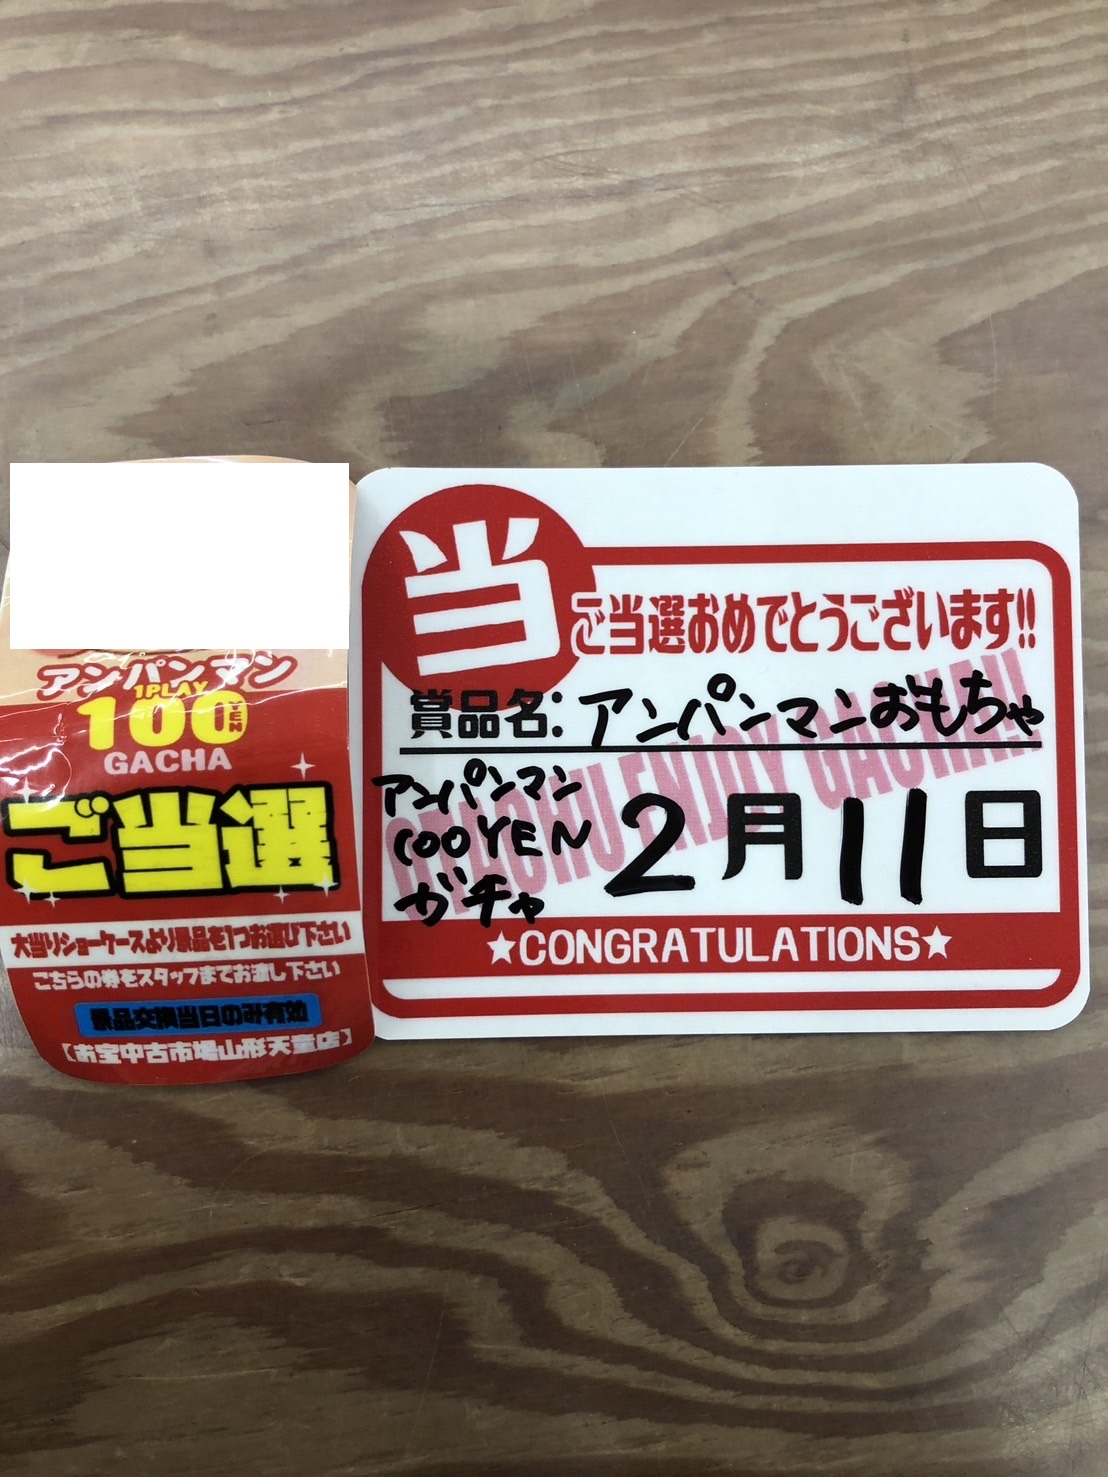 アンパンマン
1PLAY
100YEN
GACHA
ご当選
大当りショーケースより景品を1つお選び下さい
こちらの券をスタッフまでお渡し下さい
景品交換当日のみ有効
【お宝中古市場山形天童店】
当
ご当選おめでとうございます!!
賞品名:アンパンマンおもちゃ
アンパンマン
100YEN
ガチャ
2月11日
ENJOY GACHA!!
★CONGRATULATIONS★